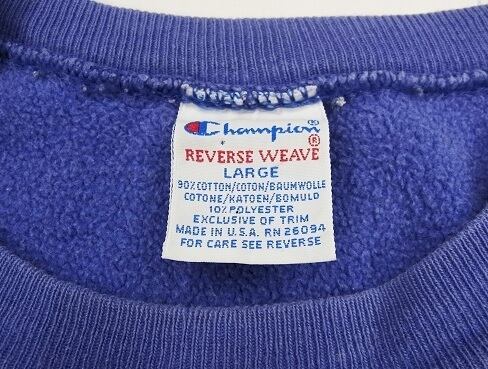 Champion®
REVERSE WEAVE
LARGE
90% COTTON/COTON/BAUMWOLLE
COTONE/KATOEN/BOMULD
10% POLYESTER
EXCLUSIVE OF TRIM
MADE IN U.S.A. RN 26094
FOR CARE SEE REVERSE